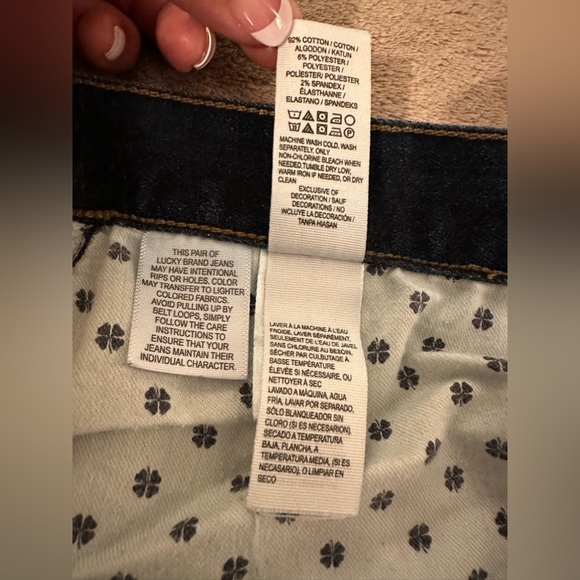 92% COTTON / COTON /
ALGODON / KATUN
6% POLYESTER /
POLYESTER /
POLIESTER/ POLIESTER
2% SPANDEX /
ÉLASTHANNE /
ELASTANO / SPANDEKS
MACHINE WASH COLD, WASH
SEPARATELY, ONLY
NON-CHLORINE BLEACH WHEN
NEEDED,TUMBLE DRY LOW,
WARM IRON IF NEEDED, OR DRY
CLEAN
EXCLUSIVE OF
DECORATION / SAUF
DECORATIONS / NO
INCLUYE LA DECORACIÓN /
TANPA HIASAN
THIS PAIR OF
LUCKY BRAND JEANS
MAY HAVE INTENTIONAL
RIPS OR HOLES. COLOR
MAY TRANSFER TO LIGHTER
COLORED FABRICS.
AVOID PULLING UP BY
BELT LOOPS, SIMPLY
FOLLOW THE CARE
INSTRUCTIONS TO
ENSURE THAT YOUR
JEANS MAINTAIN THEIR
INDIVIDUAL CHARACTER.
LAVER À LA MACHINE À L'EAU
FROIDE, LAVER SÉPARÉMENT,
SEULEMENT DE L'EAU DE JAVEL
SANS CHLORURE AU BESOIN,
SÉCHER PAR CULBUTAGE À
BASSE TEMPÉRATURE
ÉLEVÉE SI NÉCESSAIRE, OU
NETTOYER À SEC
LAVADO A MÁQUINA, AGUA
FRÍA, LAVAR POR SEPARADO,
SÓLO BLANQUEADOR SIN
CLORO (SI ES NECESARIO),
SECADO A TEMPERATURA
BAJA, PLANCHA, A
TEMPERATURA MEDIA, (SI ES
NECESARIO), O LIMPIAR EN
SECO